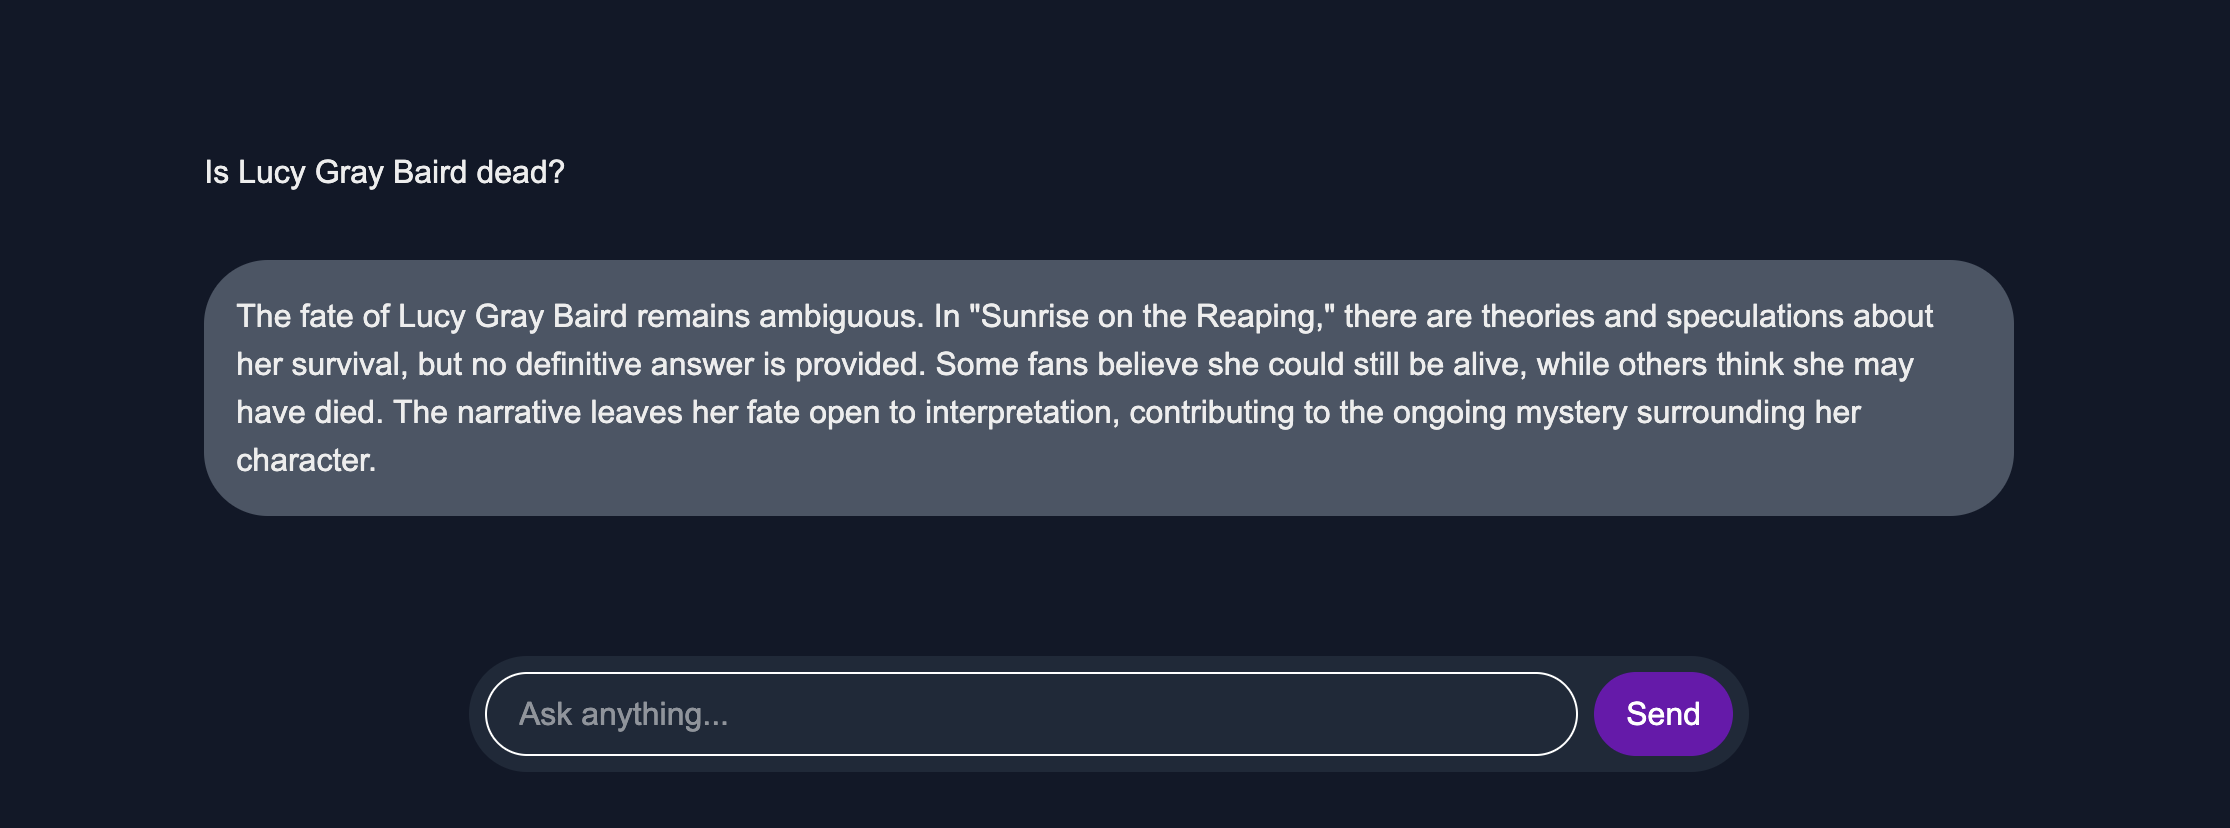 Is Lucy Gray Baird dead?
The fate of Lucy Gray Baird remains ambiguous. In "Sunrise on the Reaping," there are theories and speculations about
her survival, but no definitive answer is provided. Some fans believe she could still be alive, while others think she may
have died. The narrative leaves her fate open to interpretation, contributing to the ongoing mystery surrounding her
character.
Ask anything...
Send